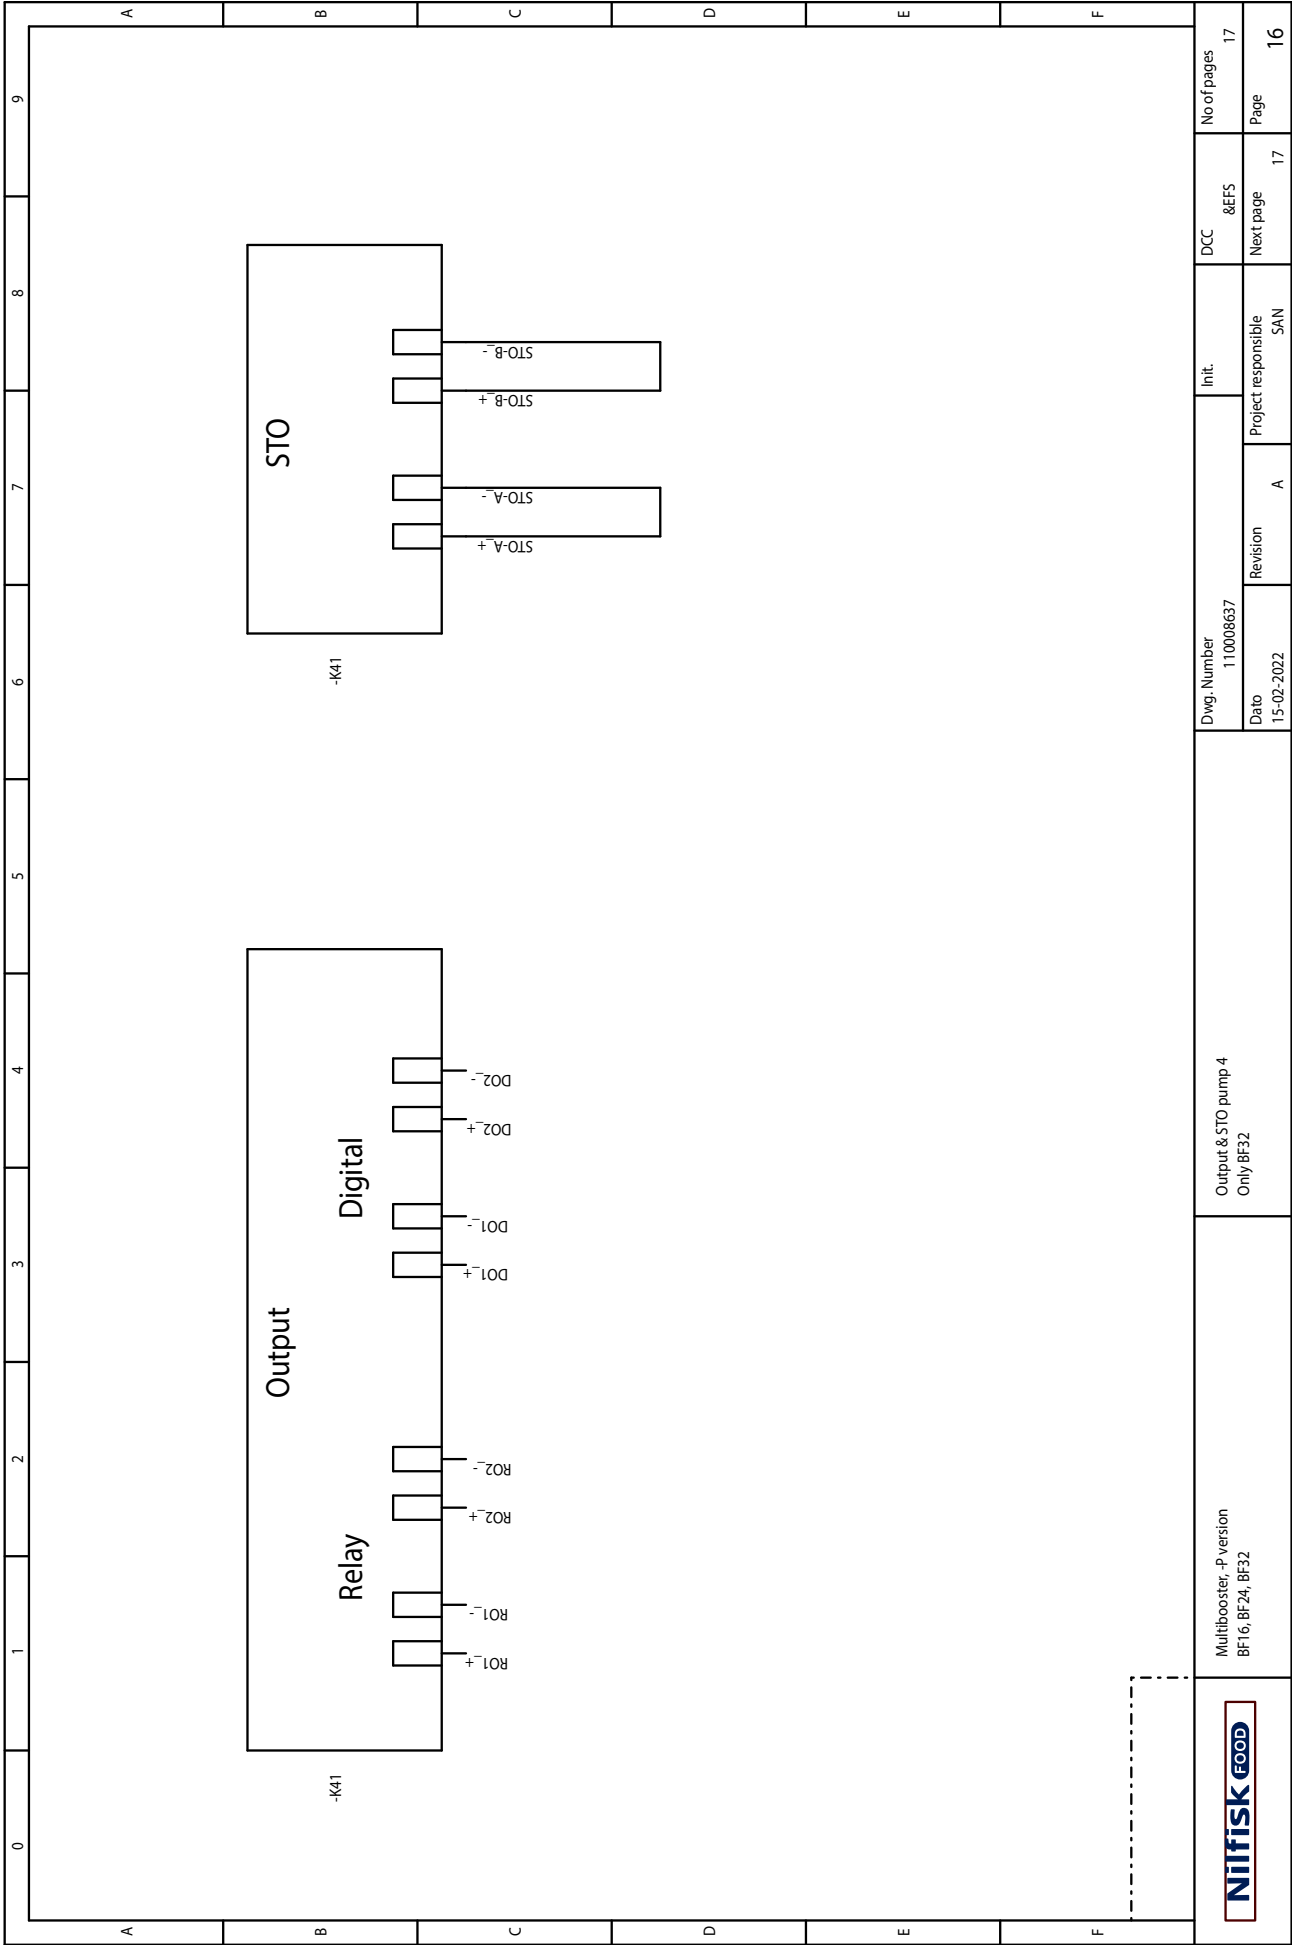 0 1 2 3 4 5 6 7 8 9
A A
B B
C C
D D
E E
F F
Output
Relay
Digital
-K41
RO1_+
RO1_-
RO2_+
RO2_-
DO1_+
DO1_-
DO2_+
DO2_-
STO
-K41
STO-A_+
STO-A_-
STO-B_+
STO-B_-
Nilfisk FOOD
Multibooster, -P version
BF16, BF24, BF32
Output & STO pump 4
Only BF32
Dwg. Number
110008637
Init.
DCC
&EFS
No of pages
17
Dato
15-02-2022
Revision
A
Project responsible
SAN
Next page
17
Page
16